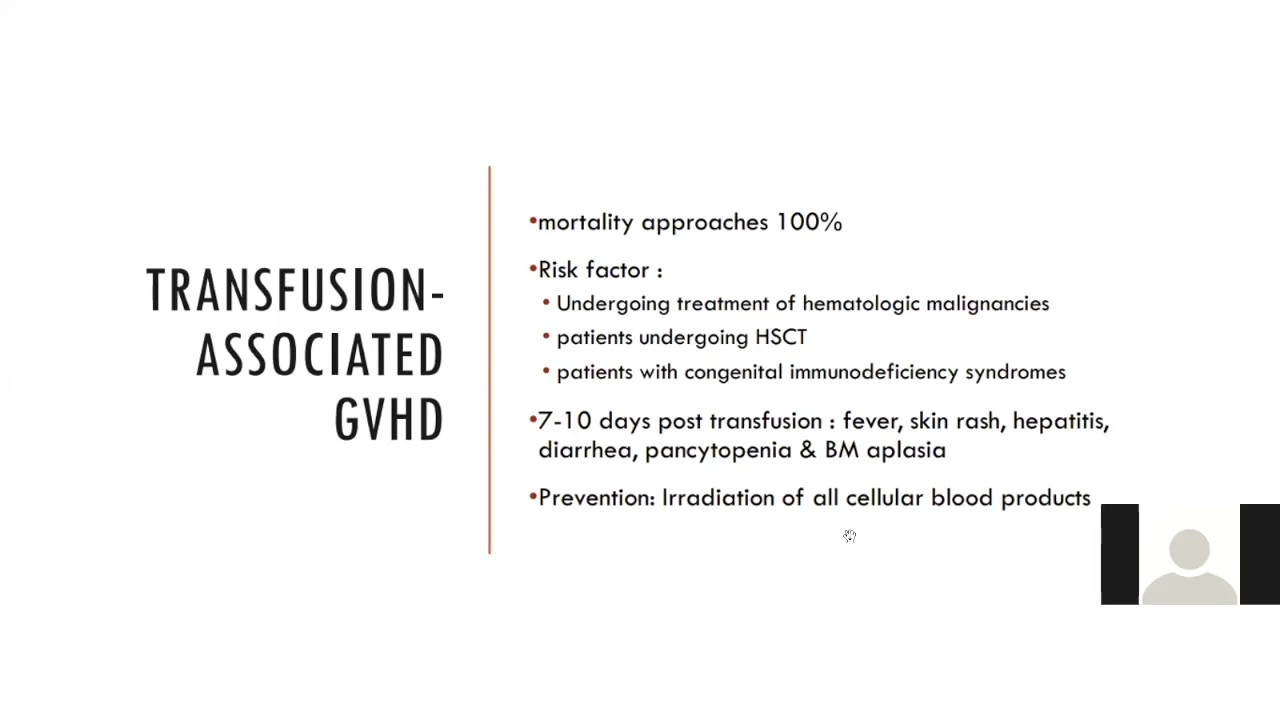 TRANSFUSION-
ASSOCIATED
GVHD
•mortality approaches 100%
•Risk factor :
• Undergoing treatment of hematologic malignancies
• patients undergoing HSCT
• patients with congenital immunodeficiency syndromes
•7-10 days post transfusion : fever, skin rash, hepatitis,
diarrhea, pancytopenia & BM aplasia
•Prevention: Irradiation of all cellular blood products